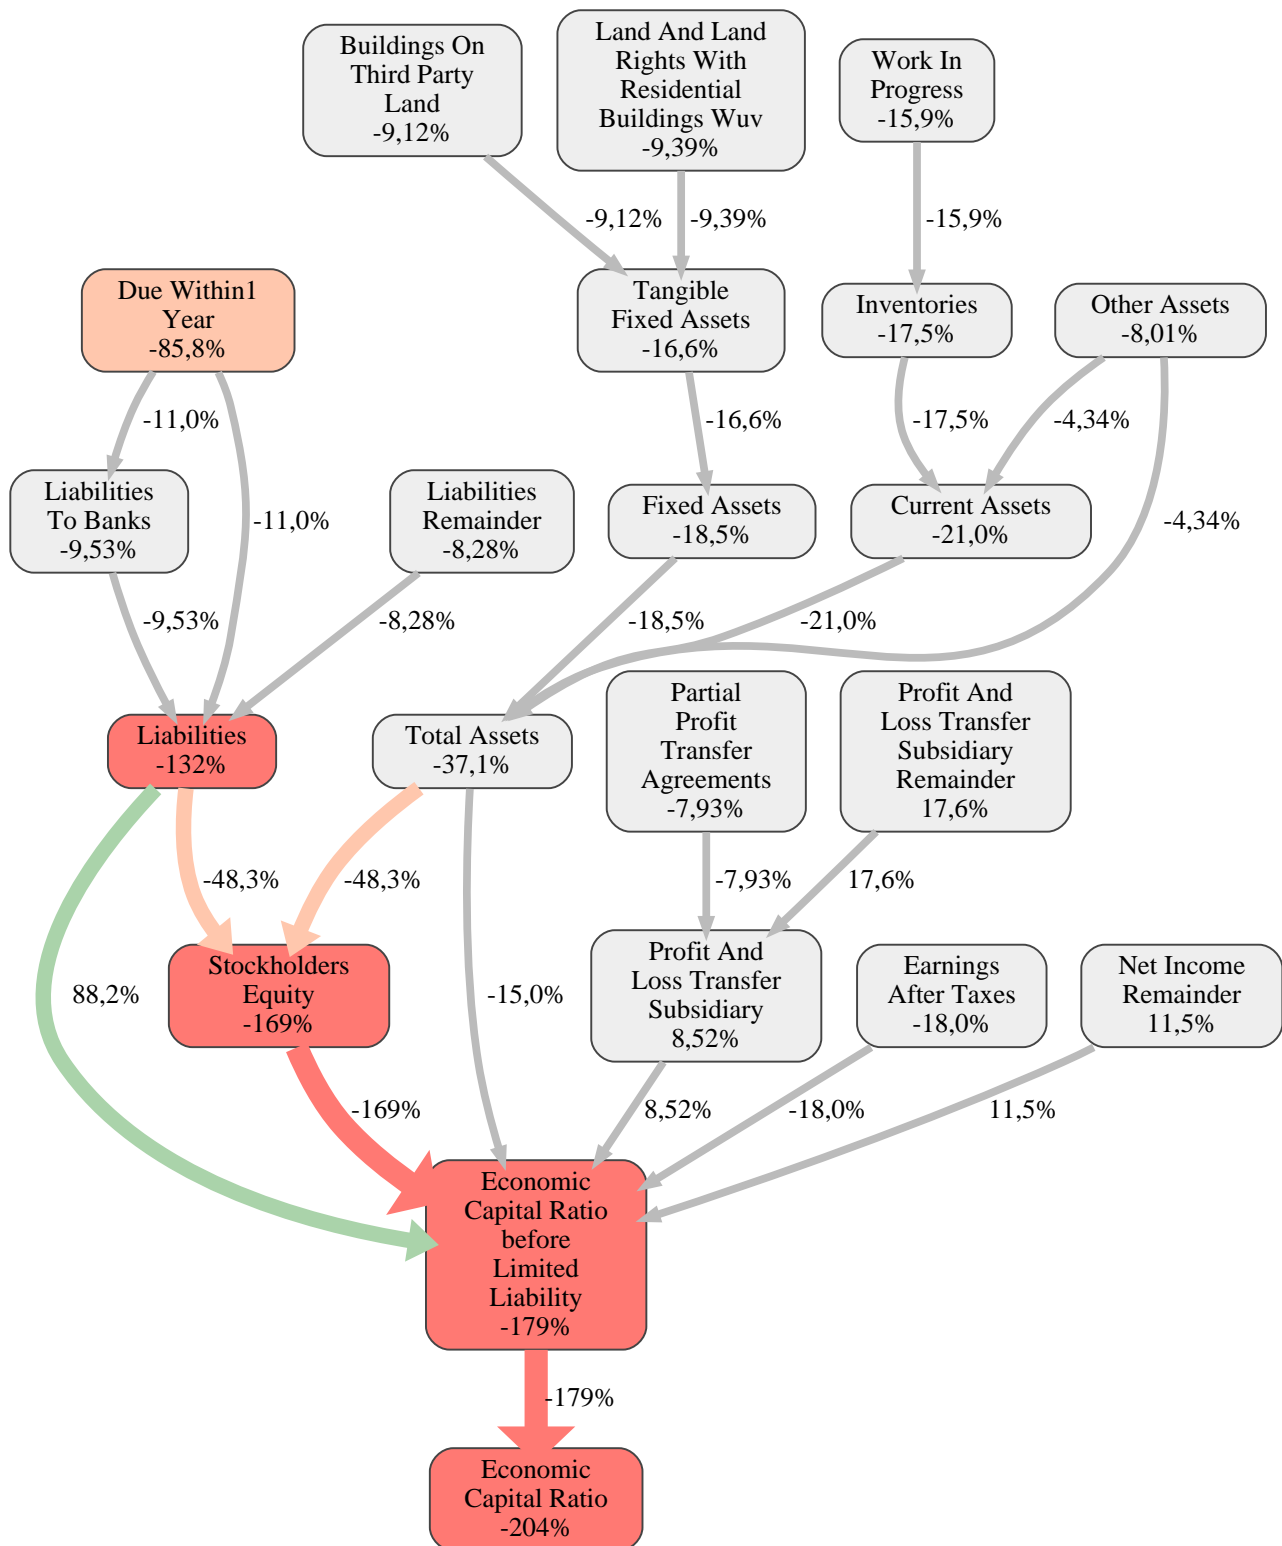 Buildings On
Third Party
Land
-9,12%
Land And Land
Rights With
Residential
Buildings Wuv
-9,39%
Work In
Progress
-15,9%
-9,12%
-9,39%
-15,9%
Due Within1
Year
-85,8%
Tangible
Fixed Assets
-16,6%
Inventories
-17,5%
Other Assets
-8,01%
-11,0%
-16,6%
-17,5%
-4,34%
Liabilities
To Banks
-9,53%
-11,0%
Liabilities
Remainder
-8,28%
Fixed Assets
-18,5%
Current Assets
-21,0%
-4,34%
-9,53%
-8,28%
-18,5%
-21,0%
Liabilities
-132%
Total Assets
-37,1%
Partial
Profit
Transfer
Agreements
-7,93%
Profit And
Loss Transfer
Subsidiary
Remainder
17,6%
-48,3%
-48,3%
-7,93%
17,6%
88,2%
Stockholders
Equity
-169%
-15,0%
Profit And
Loss Transfer
Subsidiary
8,52%
Earnings
After Taxes
-18,0%
Net Income
Remainder
11,5%
-169%
8,52%
-18,0%
11,5%
Economic
Capital Ratio
before
Limited
Liability
-179%
-179%
Economic
Capital Ratio
-204%